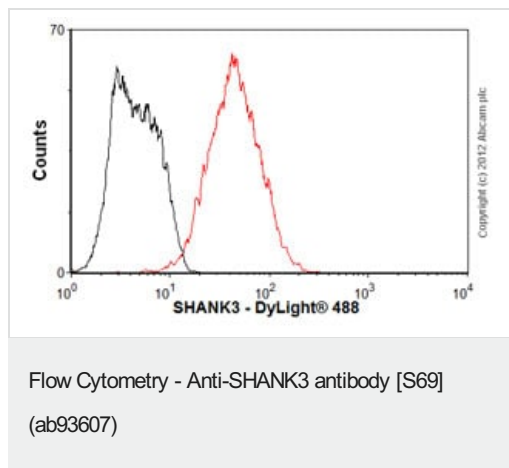 70
Counts
0
10⁰ 10¹ 10² 10³ 10⁴
SHANK3 - DyLight® 488
Copyright (c) 2012 Abcam plc
Flow Cytometry - Anti-SHANK3 antibody [S69]
(ab93607)